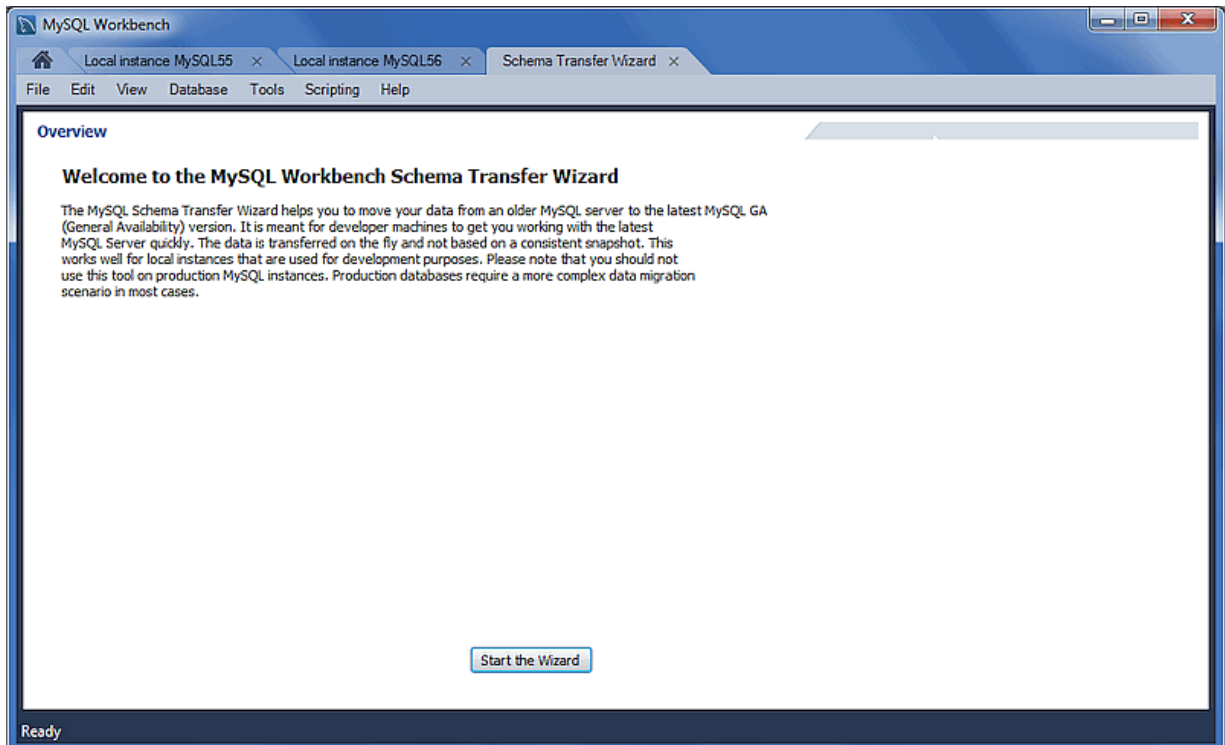 MySQL Workbench
Local instance MySQL55 Local instance MySQL56 Schema Transfer Wizard
File Edit View Database Tools Scripting Help
Overview
Welcome to the MySQL Workbench Schema Transfer Wizard
The MySQL Schema Transfer Wizard helps you to move your data from an older MySQL server to the latest MySQL GA
(General Availability) version. It is meant for developer machines to get you working with the latest
MySQL Server quickly. The data is transferred on the fly and not based on a consistent snapshot. This
works well for local instances that are used for development purposes. Please note that you should not
use this tool on production MySQL instances. Production databases require a more complex data migration
scenario in most cases.
Start the Wizard
Ready